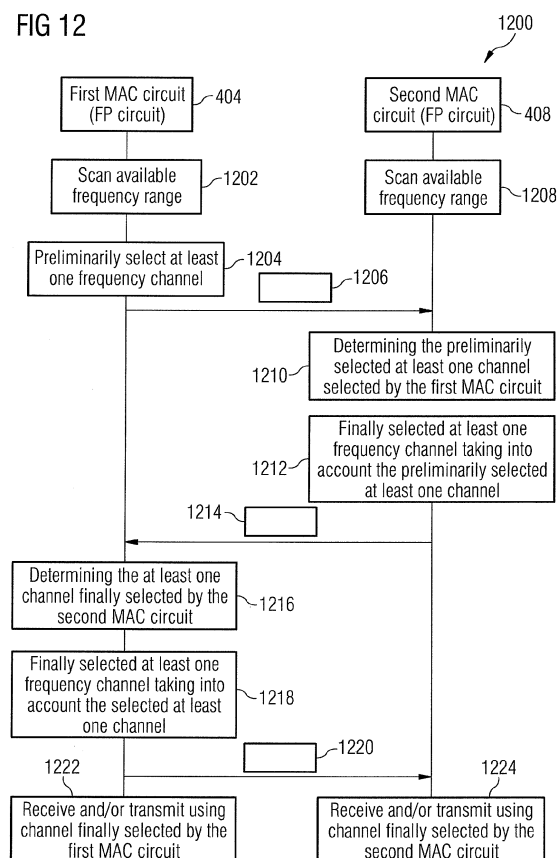 FIG 12
1200
First MAC circuit
(FP circuit)
404
Second MAC
circuit (FP circuit)
408
Scan available
frequency range
1202
Scan available
frequency range
1208
Preliminarily select at least
one frequency channel
1204
1206
Determining the preliminarily
selected at least one channel
selected by the first MAC circuit
1210
Finally selected at least one
frequency channel taking into
account the preliminarily selected
at least one channel
1212
1214
Determining the at least one
channel finally selected by the
second MAC circuit
1216
Finally selected at least one
frequency channel taking into
account the selected at least
one channel
1218
1220
1222
Receive and/or transmit using
channel finally selected by the
first MAC circuit
1224
Receive and/or transmit using
channel finally selected by the
second MAC circuit